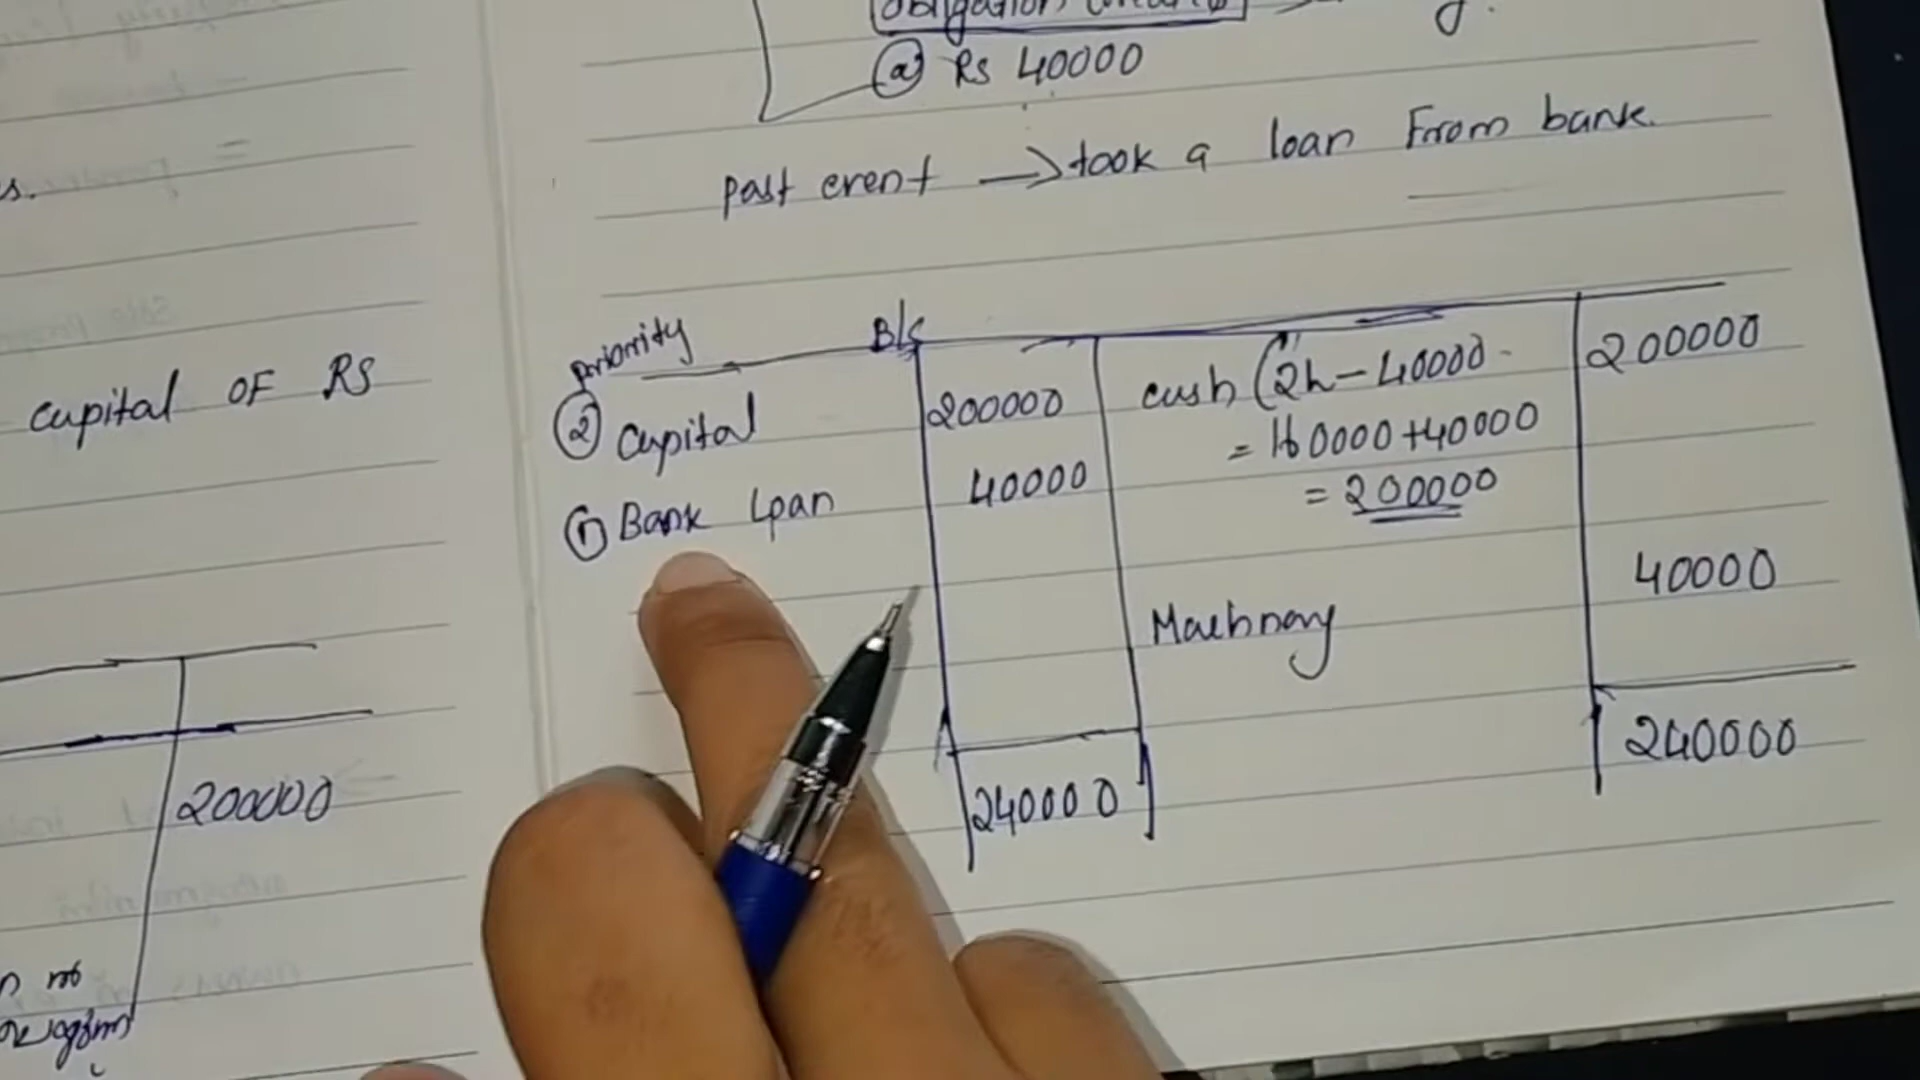 s.
capital OF RS
200000
ⓐ RS 40000
past event → took a loan From bank.
priority B/S
② Capital 200000 cash (2L - 40000 200000
= 160000+40000
① Bank Loan 40000 = 200000
Machnary 40000
240000 240000